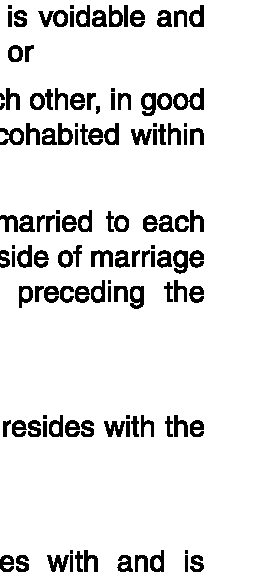 is voidable and
or
ch other, in good
cohabited within
married to each
side of marriage
preceding the
resides with the
es with and is